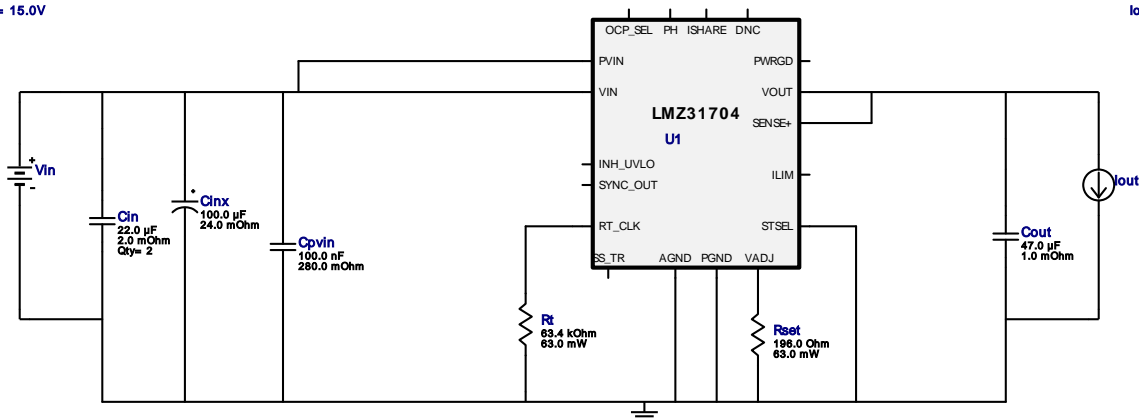 = 15.0V
Io
OCP_SEL PH ISHARE DNC
PVIN
PWRGD
VIN
VOUT
LMZ31704
SENSE+
U1
INH_UVLO
ILIM
SYNC_OUT
RT_CLK
STSEL
SS_TR
AGND
PGND
VADJ
+
Vin
-
Cin
22.0 µF
2.0 mOhm
Qty= 2
Cinx
100.0 µF
24.0 mOhm
Cpvin
100.0 nF
280.0 mOhm
Rt
63.4 kOhm
63.0 mW
Rset
196.0 Ohm
63.0 mW
Cout
47.0 µF
1.0 mOhm
Iout